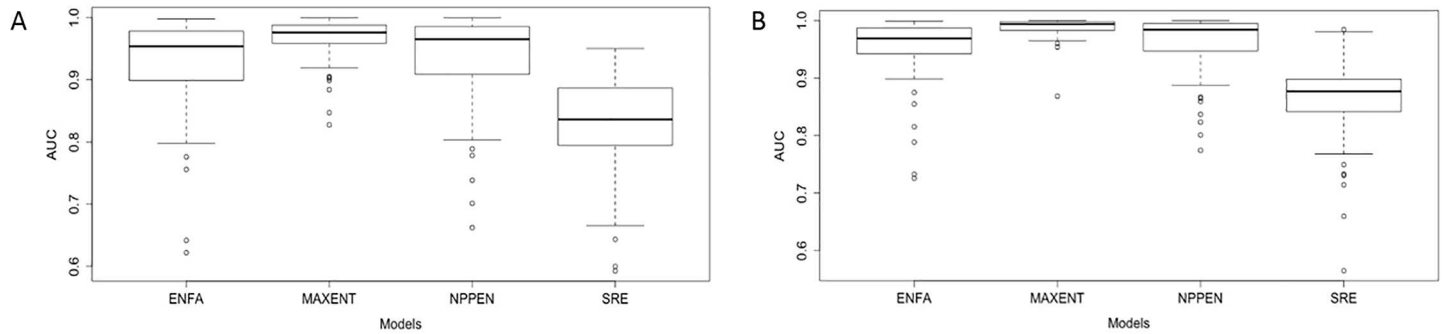 A
AUC
1.0
0.9
0.8
0.7
0.6
ENFA MAXENT NPPEN SRE
Models
B
AUC
1.0
0.9
0.8
0.7
0.6
ENFA MAXENT NPPEN SRE
Models